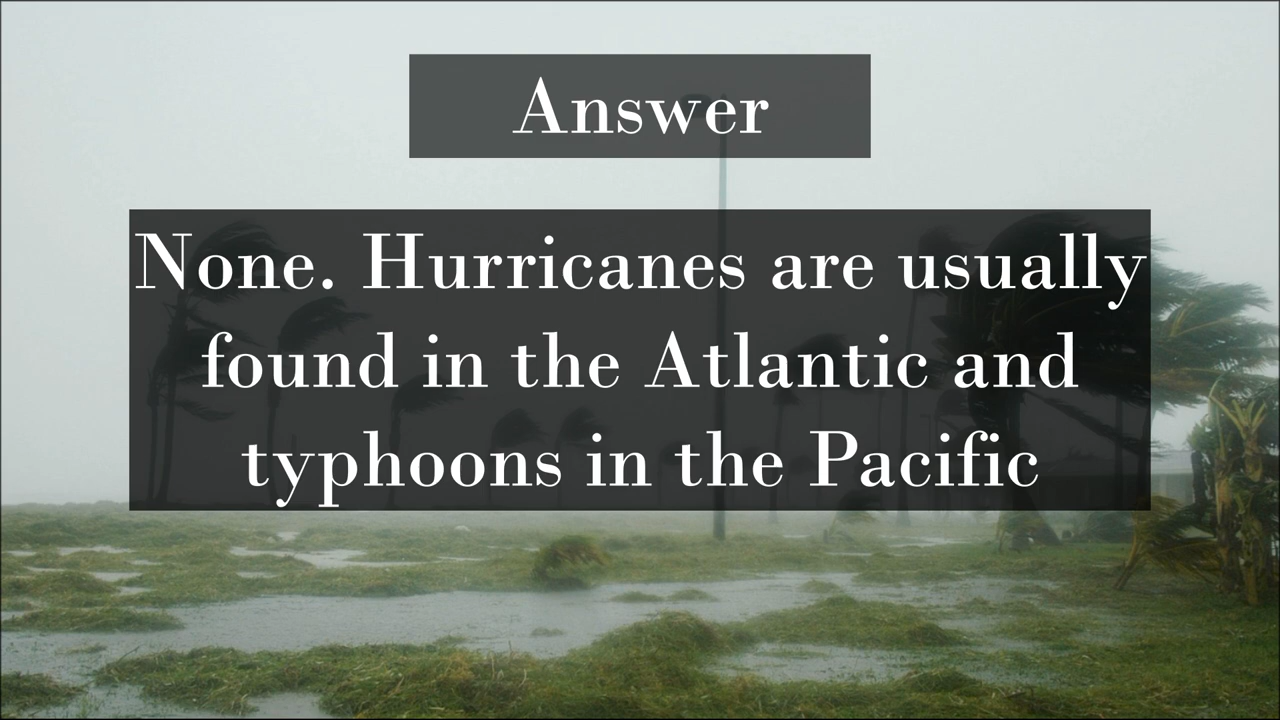 Answer
None. Hurricanes are usually
found in the Atlantic and
typhoons in the Pacific